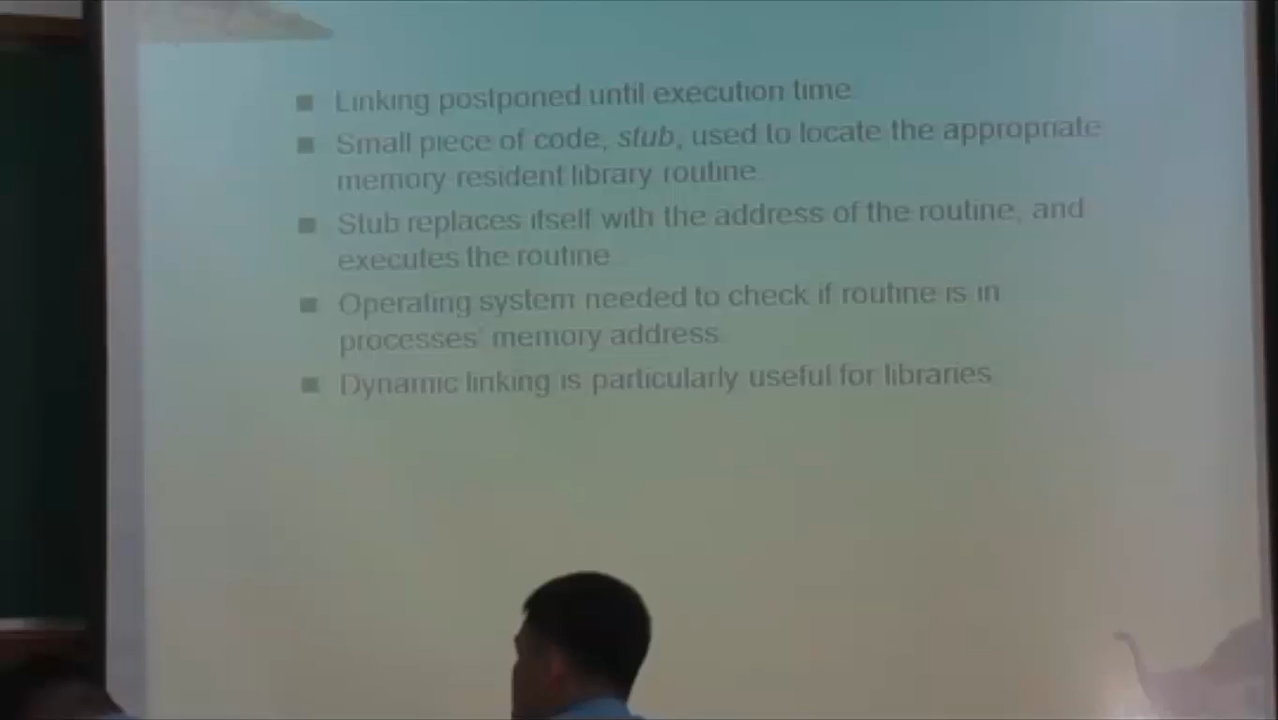 Linking postponed until execution time.
Small piece of code, stub, used to locate the appropriate
memory-resident library routine.
Stub replaces itself with the address of the routine, and
executes the routine.
Operating system needed to check if routine is in
processes' memory address.
Dynamic linking is particularly useful for libraries.